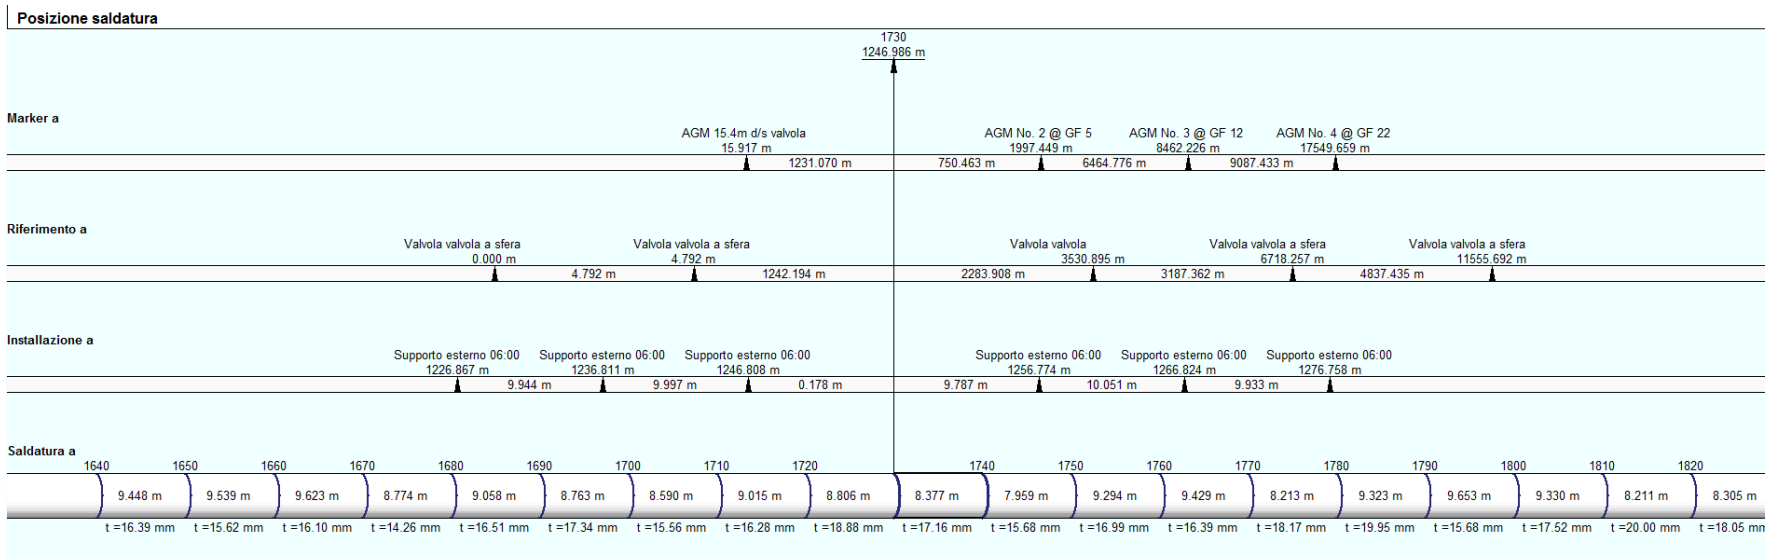 Posizione saldatura
1730
1246.986 m
Marker a
AGM 15.4m d/s valvola AGM No. 2 @ GF 5 AGM No. 3 @ GF 12 AGM No. 4 @ GF 22
15.917 m 1997.449 m 8462.226 m 17549.659 m
1231.070 m 750.463 m 6464.776 m 9087.433 m
Riferimento a
Valvola valvola a sfera Valvola valvola a sfera Valvola valvola Valvola valvola a sfera Valvola valvola a sfera
0.000 m 4.792 m 3530.895 m 6718.257 m 11555.692 m
4.792 m 1242.194 m 2283.908 m 3187.362 m 4837.435 m
Installazione a
Supporto esterno 06:00 Supporto esterno 06:00 Supporto esterno 06:00 Supporto esterno 06:00 Supporto esterno 06:00 Supporto esterno 06:00
1226.867 m 1236.811 m 1246.808 m 1256.774 m 1266.824 m 1276.758 m
9.944 m 9.997 m 0.178 m 9.787 m 10.051 m 9.933 m
Saldatura a
1640 1650 1660 1670 1680 1690 1700 1710 1720 1740 1750 1760 1770 1780 1790 1800 1810 1820
9.448 m 9.539 m 9.623 m 8.774 m 9.058 m 8.763 m 8.590 m 9.015 m 8.806 m 8.377 m 7.959 m 9.294 m 9.429 m 8.213 m 9.323 m 9.653 m 9.330 m 8.211 m 8.305 m
t =16.39 mm t =15.62 mm t =16.10 mm t =14.26 mm t =16.51 mm t =17.34 mm t =15.56 mm t =16.28 mm t =18.88 mm t =17.16 mm t =15.68 mm t =16.99 mm t =16.39 mm t =18.17 mm t =19.95 mm t =15.68 mm t =17.52 mm t =20.00 mm t =18.05 mm